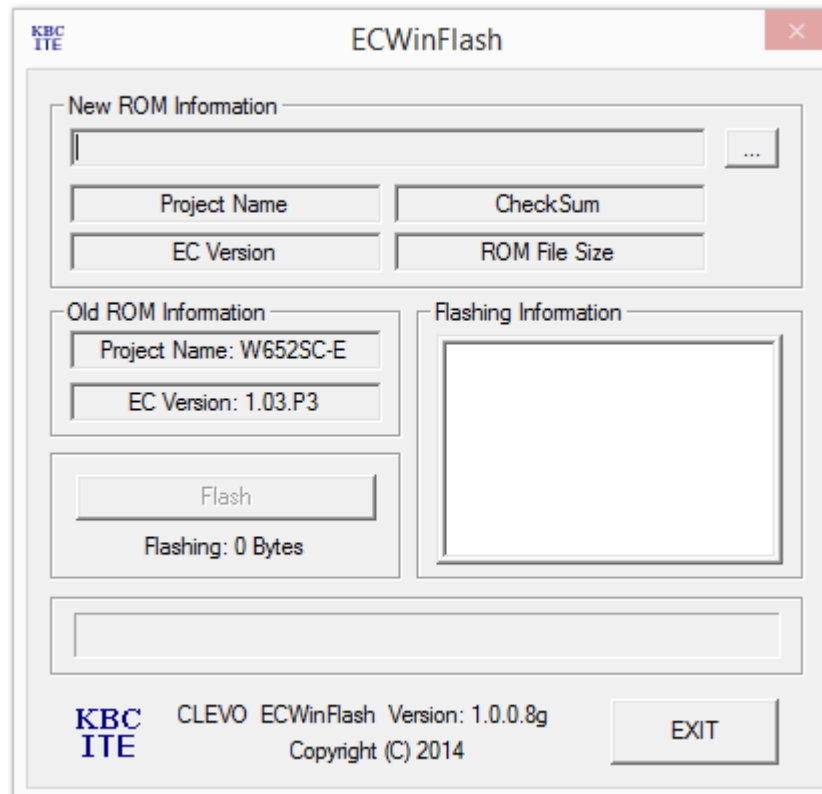 KBC
ITE
ECWinFlash
New ROM Information
...
Project Name
CheckSum
EC Version
ROM File Size
Old ROM Information
Flashing Information
Project Name: W652SC-E
EC Version: 1.03.P3
Flash
Flashing: 0 Bytes
KBC
ITE
CLEVO ECWinFlash Version: 1.0.0.8g
Copyright (C) 2014
EXIT